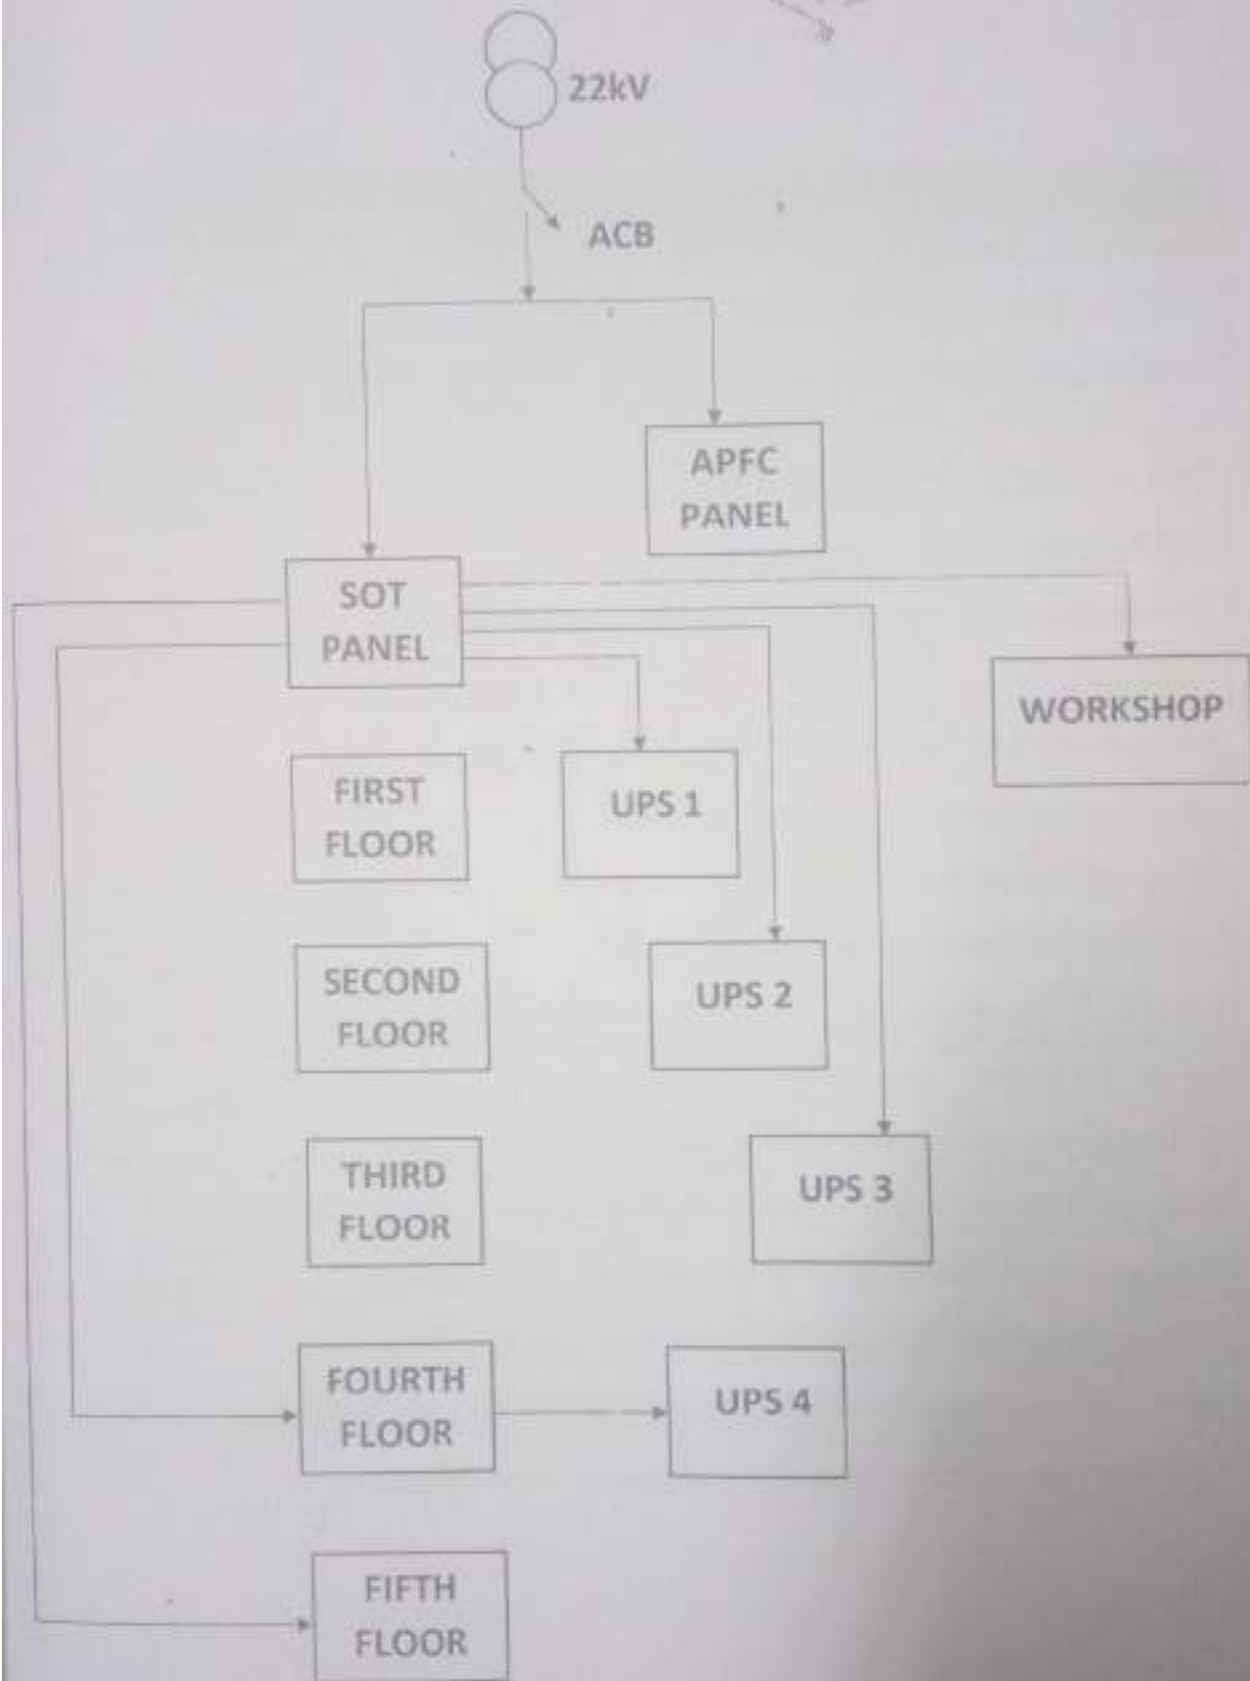 22kV
ACB
APFC
PANEL
SOT
PANEL
WORKSHOP
FIRST
FLOOR
UPS 1
SECOND
FLOOR
UPS 2
THIRD
FLOOR
UPS 3
FOURTH
FLOOR
UPS 4
FIFTH
FLOOR